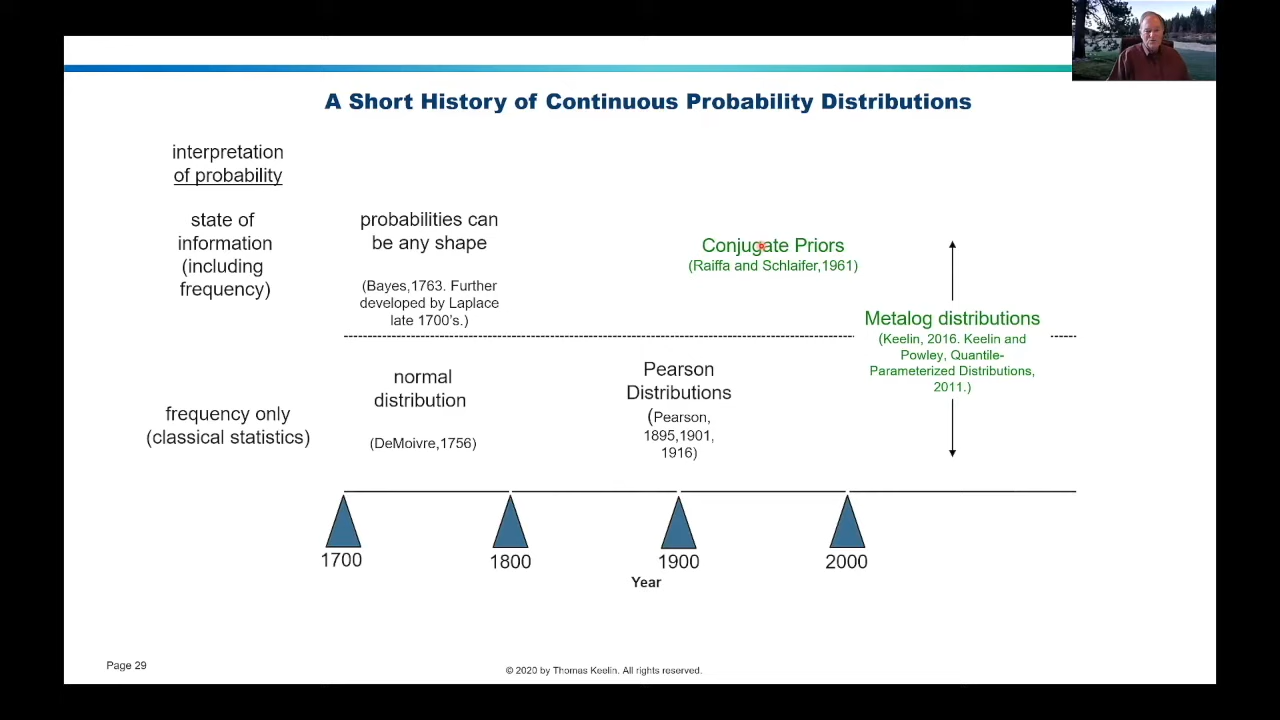 A Short History of Continuous Probability Distributions
interpretation
of probability
state of
information
(including
frequency)
probabilities can
be any shape
(Bayes,1763. Further
developed by Laplace
late 1700's.)
Conjugate Priors
(Raiffa and Schlaifer,1961)
Metalog distributions
(Keelin, 2016. Keelin and
Powley, Quantile-
Parameterized Distributions,
2011.)
frequency only
(classical statistics)
normal
distribution
(DeMoivre,1756)
Pearson
Distributions
(Pearson,
1895,1901,
1916)
1700
1800
1900
2000
Year
Page 29
© 2020 by Thomas Keelin. All rights reserved.